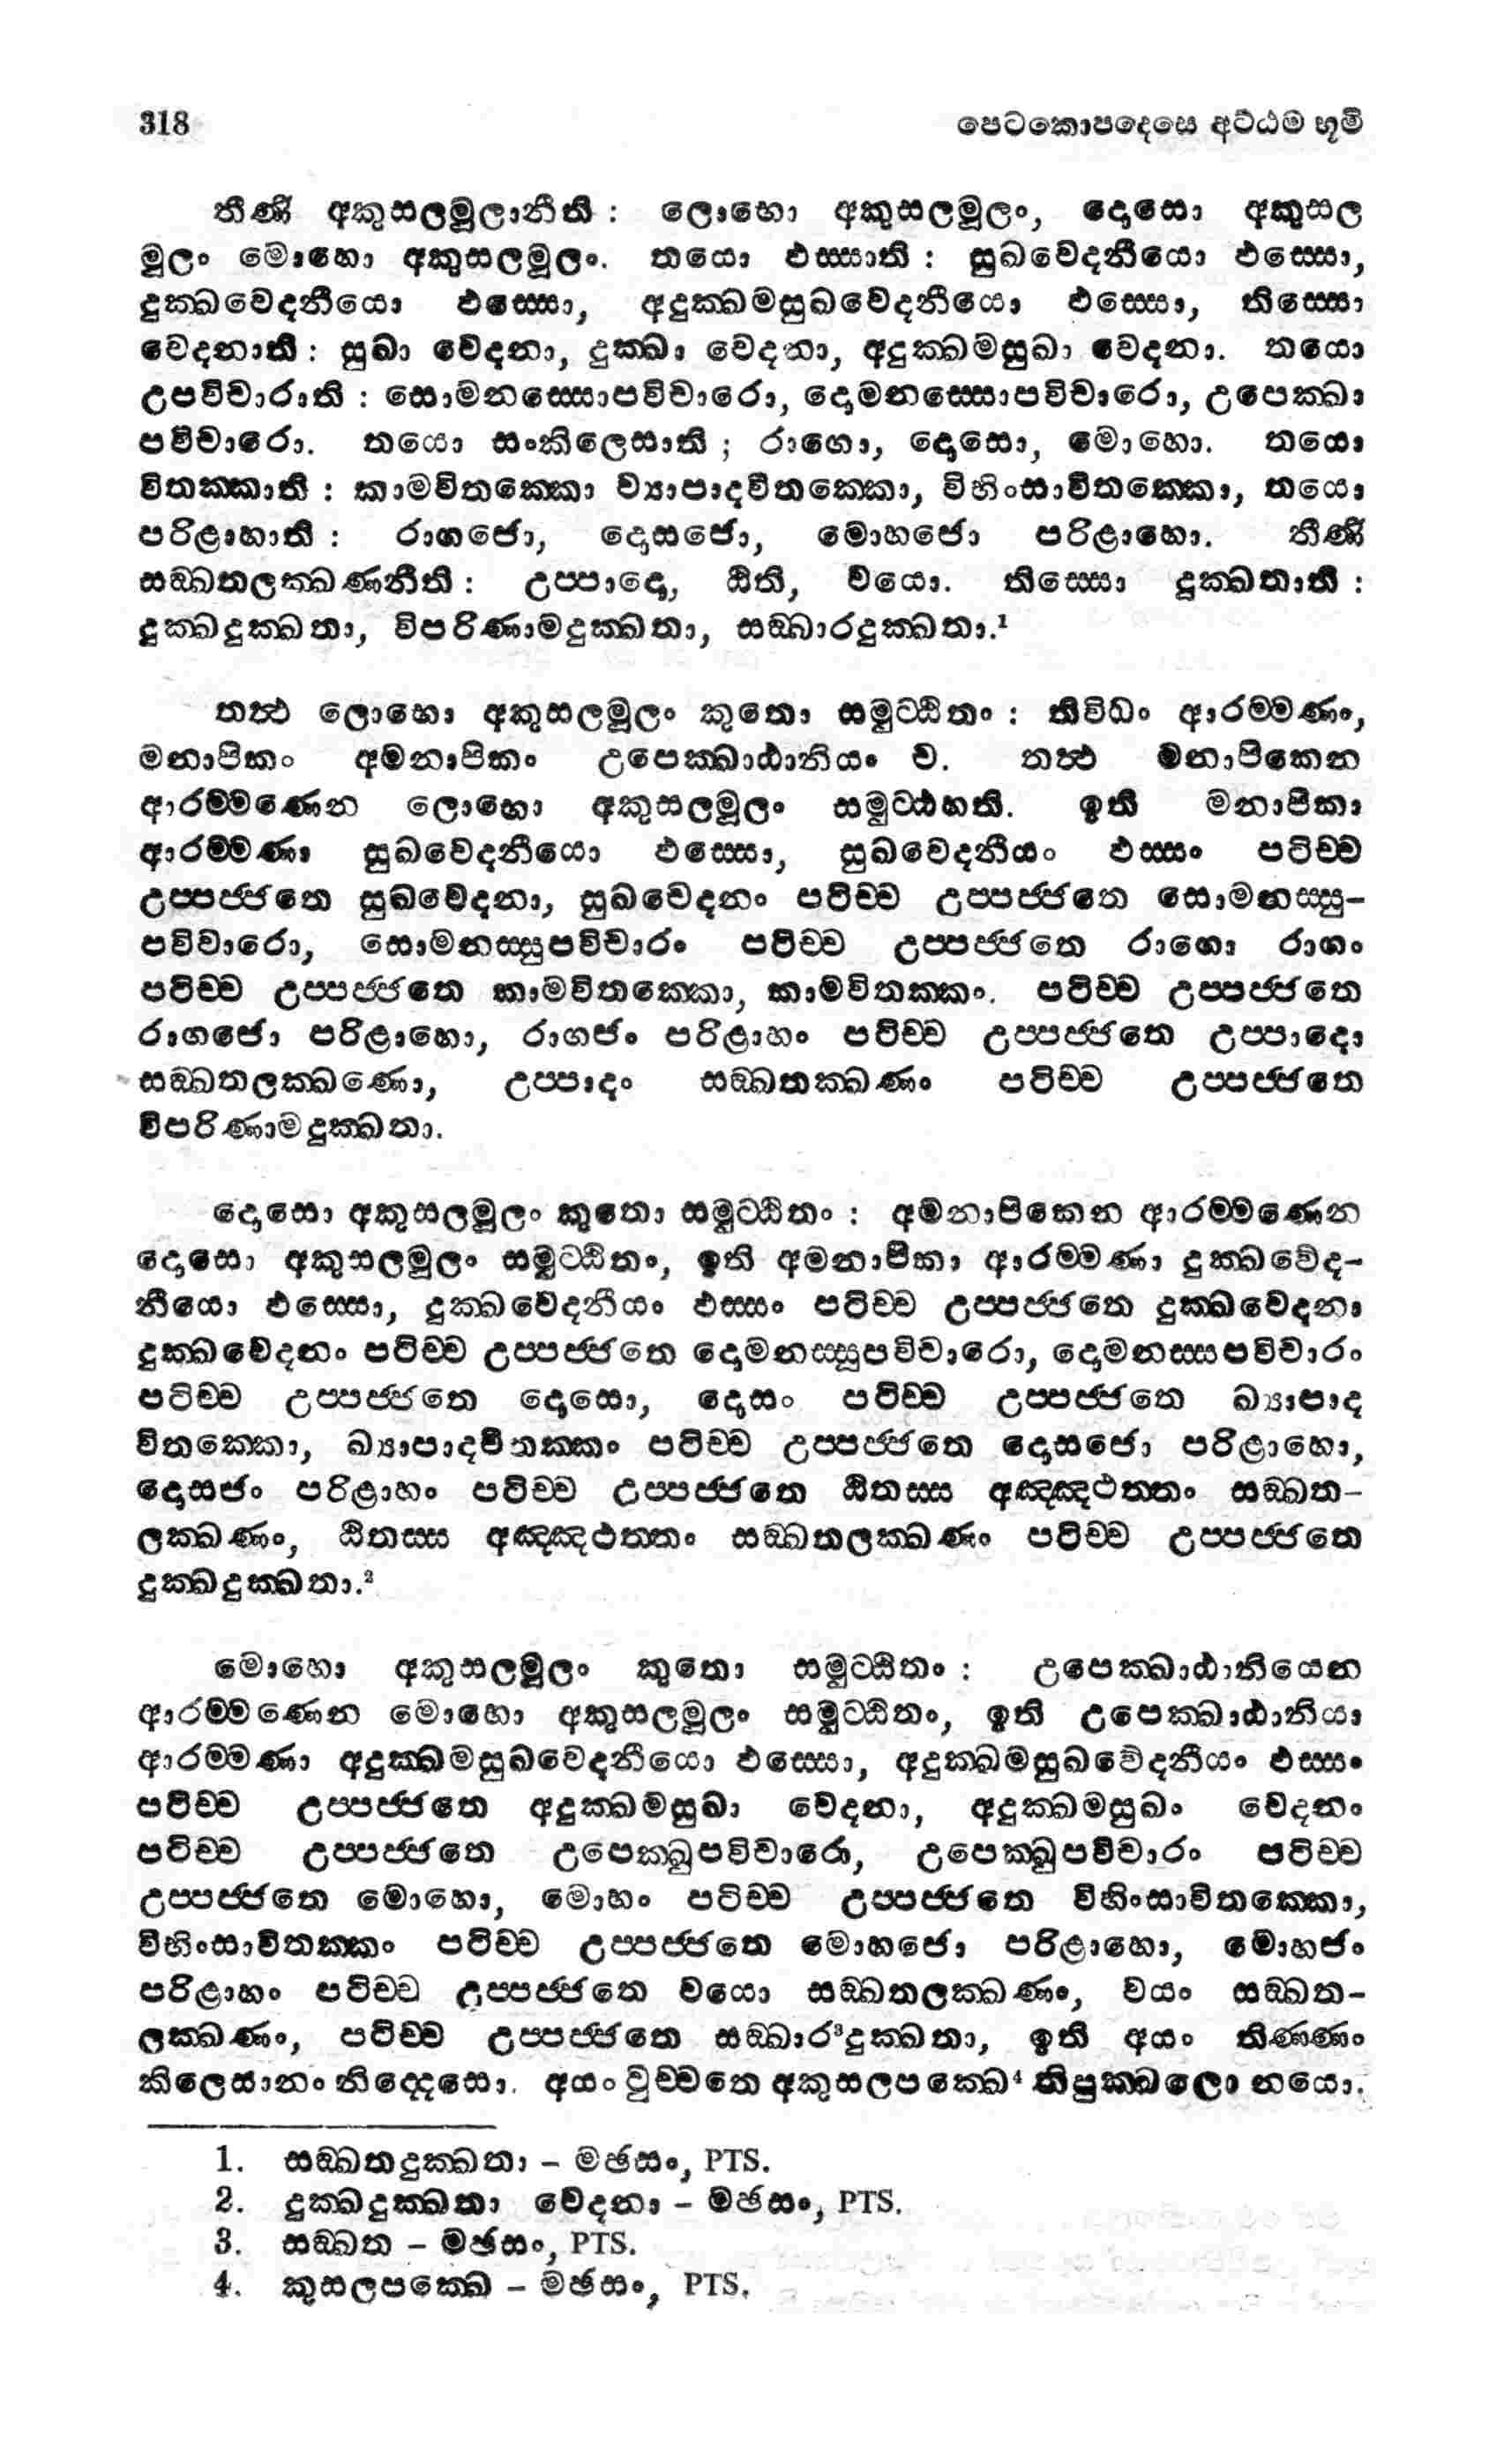 318 පෙටකොපදෙසෙ අට්ඨම භූමි
තීණි අකුසලමූලානීති : ලොභො අකුසලමූලං, දොසො අකුසල
මූලං මොහො අකුසලමූලං. තයො ඵස්සාති : සුඛවෙදනීයො ඵස්සො,
දුක්ඛවෙදනීයො ඵස්සො, අදුක්ඛමසුඛවෙදනීයො ඵස්සො, තිස්සො
වෙදනාති : සුඛා වෙදනා, දුක්ඛා වෙදනා, අදුක්ඛමසුඛා වෙදනා. තයො
උපවිචාරාති : සොමනස්සොපවිචාරො, දොමනස්සොපවිචාරො, උපෙක්ඛා
පවිචාරො. තයො සංකිලෙසාති ; රාගො, දොසො, මොහො. තයො
විතක්කාති : කාමවිතක්කො ව්‍යාපාදවිතක්කො, විහිංසාවිතක්කො, තයො
පරිළාහාති : රාගජො, දොසජො, මොහජො පරිළාහො. තීණි
සඞ්ඛතලක්ඛණනීති : උප්පාදො, ඨිති, වයො. තිස්සො දුක්ඛතාති :
දුක්ඛදුක්ඛතා, විපරිණාමදුක්ඛතා, සඞ්ඛාරදුක්ඛතා.¹
තත්‍ථ ලොභො අකුසලමූලං කුතො සමුට්ඨිතං : තිවිධං ආරම්මණං,
මනාපිකං අමනාපිකං උපෙක්ඛාඨානියං ච. තත්‍ථ මනාපිකෙන
ආරම්මණෙන ලොභො අකුසලමූලං සමුට්ඨහති. ඉති මනාපිකා
ආරම්මණා සුඛවෙදනීයො ඵස්සො, සුඛවෙදනීයං ඵස්සං පටිච්ච
උප්පජ්ජතෙ සුඛවෙදනා, සුඛවෙදනං පටිච්ච උප්පජ්ජතෙ සොමනස්සු-
පවිචාරො, සොමනස්සුපවිචාරං පටිච්ච උප්පජ්ජතෙ රාගො රාගං
පටිච්ච උප්පජ්ජතෙ කාමවිතක්කො, කාමවිතක්කං. පටිච්ච උප්පජ්ජතෙ
රාගජො පරිළාහො, රාගජං පරිළාහං පටිච්ච උප්පජ්ජතෙ උප්පාදො
සඞ්ඛතලක්ඛණො, උප්පාදං සඞ්ඛතක්ඛණං පටිච්ච උප්පජ්ජතෙ
විපරිණාමදුක්ඛතා.
දොසො අකුසලමූලං කුතො සමුට්ඨිතං : අමනාපිකෙන ආරම්මණෙන
දොසො අකුසලමූලං සමුට්ඨිතං, ඉති අමනාපිකා ආරම්මණා දුක්ඛවේද-
නීයො ඵස්සො, දුක්ඛවෙදනීයං ඵස්සං පටිච්ච උප්පජ්ජතෙ දුක්ඛවෙදනා
දුක්ඛවෙදනං පටිච්ච උප්පජ්ජතෙ දොමනස්සූපවිචාරො, දොමනස්සපවිචාරං
පටිච්ච උප්පජ්ජතෙ දොසො, දොසං පටිච්ච උප්පජ්ජතෙ ඛ්‍යාපාද
විතක්කො, ඛ්‍යාපාදවිතක්කං පටිච්ච උප්පජ්ජතෙ දොසජො පරිළාහො,
දොසජං පරිළාහං පටිච්ච උප්පජ්ජතෙ ඨිතස්ස අඤ්ඤථත්තං සඞ්ඛත-
ලක්ඛණං, ඨිතස්ස අඤ්ඤථත්තං සඞ්ඛතලක්ඛණං පටිච්ච උප්පජ්ජතෙ
දුක්ඛදුක්ඛතා.²
මොහො අකුසලමූලං කුතො සමුට්ඨිතං : උපෙක්ඛාඨානියෙන
ආරම්මණෙන මොහො අකුසලමූලං සමුට්ඨිතං, ඉති උපෙක්ඛාඨානියා
ආරම්මණා අදුක්ඛමසුඛවෙදනීයො ඵස්සො, අදුක්ඛමසුඛවේදනීයං ඵස්සං
පටිච්ච උප්පජ්ජතෙ අදුක්ඛමසුඛා වෙදනා, අදුක්ඛමසුඛං වෙදනං
පටිච්ච උප්පජ්ජතෙ උපෙක්ඛුපවිචාරො, උපෙක්ඛුපවිචාරං පටිච්ච
උප්පජ්ජතෙ මොහො, මොහං පටිච්ච උප්පජ්ජතෙ විහිංසාවිතක්කො,
විහිංසාවිතක්කං පටිච්ච උප්පජ්ජතෙ මොහජො පරිළාහො, මොහජං
පරිළාහං පටිච්ච උප්පජ්ජතෙ වයො සඞ්ඛතලක්ඛණං, වයං සඞ්ඛත-
ලක්ඛණං, පටිච්ච උප්පජ්ජතෙ සඞ්ඛාර³දුක්ඛතා, ඉති අයං තිණ්ණං
කිලෙසානං නිද්දෙසො. අයං වුච්චතෙ අකුසලපක්ඛෙ⁴ තිපුක්ඛලො නයො.
1. සඞ්ඛතදුක්ඛතා – මඡසං, PTS.
2. දුක්ඛදුක්ඛතා වෙදනා – මඡසං, PTS.
3. සඞ්ඛත – මඡසං, PTS.
4. කුසලපක්ඛෙ – මඡසං, PTS.